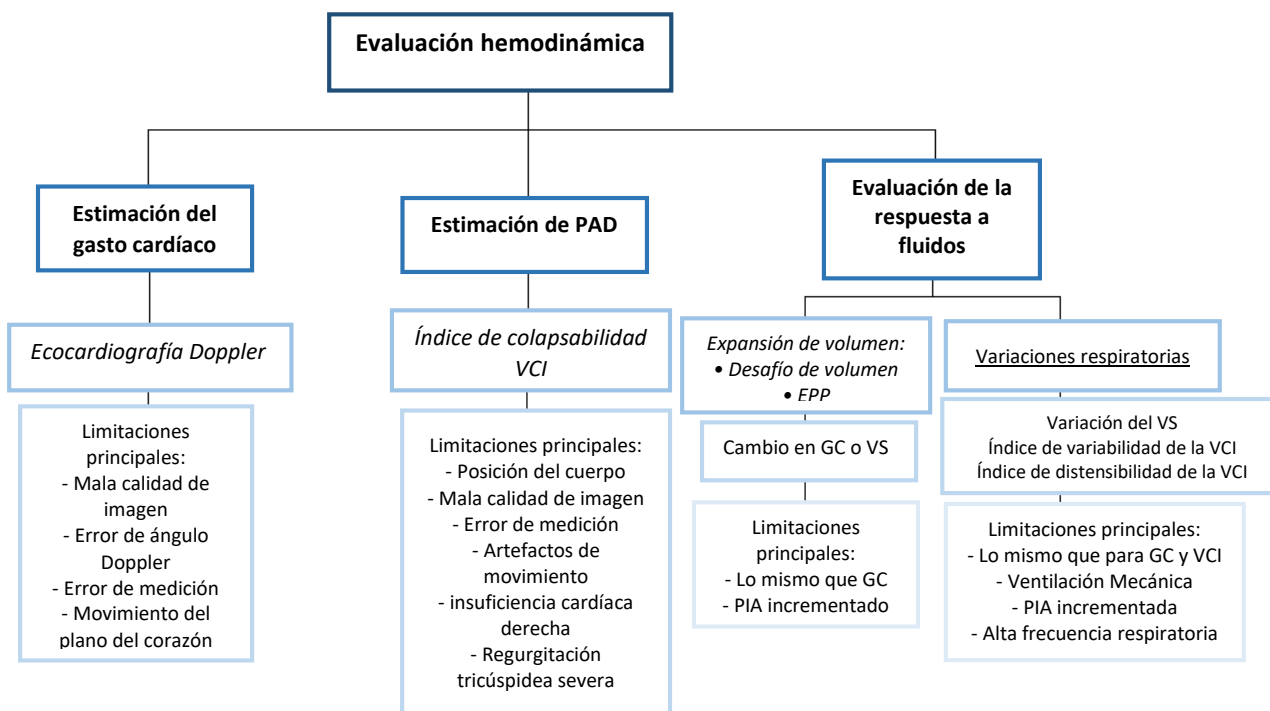 Evaluación hemodinámica
Estimación del
gasto cardíaco
Estimación de PAD
Evaluación de la
respuesta a
fluidos
Ecocardiografía Doppler
Índice de colapsabilidad
VCI
Expansión de volumen:
• Desafío de volumen
• EPP
Variaciones respiratorias
Limitaciones
principales:
- Mala calidad de
imagen
- Error de ángulo
Doppler
- Error de medición
- Movimiento del
plano del corazón
Limitaciones principales:
- Posición del cuerpo
- Mala calidad de imagen
- Error de medición
- Artefactos de
movimiento
- insuficiencia cardíaca
derecha
- Regurgitación
tricúspidea severa
Cambio en GC o VS
Limitaciones
principales:
- Lo mismo que GC
- PIA incrementado
Variación del VS
Índice de variabilidad de la VCI
Índice de distensibilidad de la VCI
Limitaciones principales:
- Lo mismo que para GC y VCI
- Ventilación Mecánica
- PIA incrementada
- Alta frecuencia respiratoria